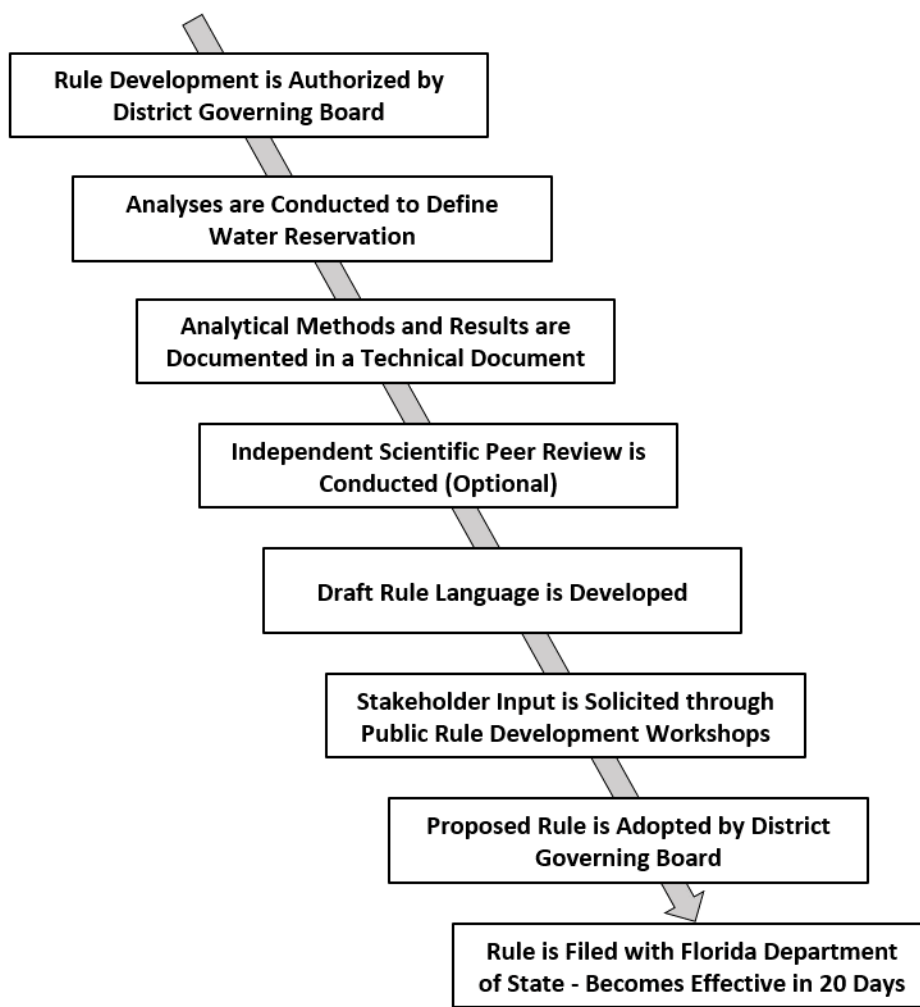 Rule Development is Authorized by
District Governing Board
Analyses are Conducted to Define
Water Reservation
Analytical Methods and Results are
Documented in a Technical Document
Independent Scientific Peer Review is
Conducted (Optional)
Draft Rule Language is Developed
Stakeholder Input is Solicited through
Public Rule Development Workshops
Proposed Rule is Adopted by District
Governing Board
Rule is Filed with Florida Department
of State - Becomes Effective in 20 Days